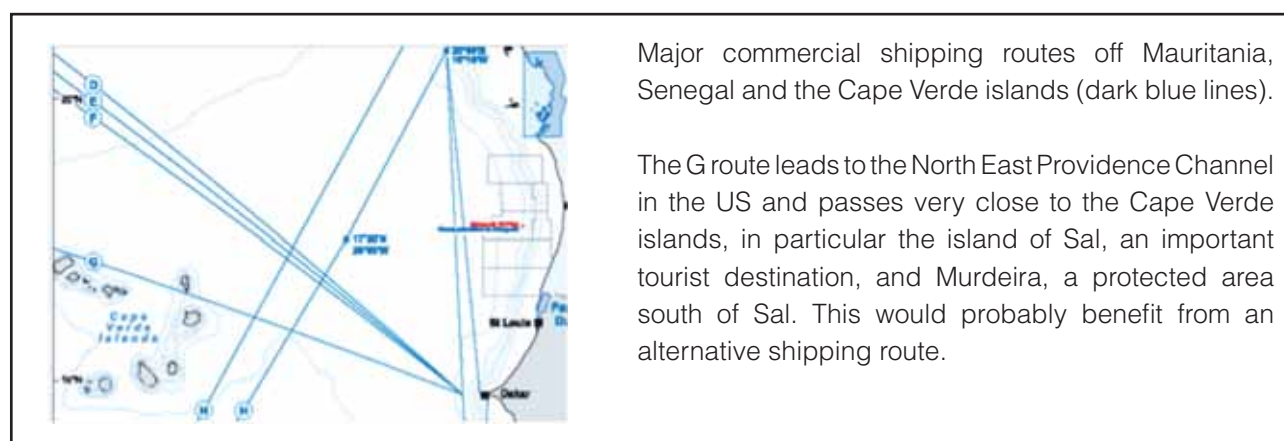 D
E
F
20°N
G
Cape
Verde
Islands
St Louis
Dakar
H
H
Major commercial shipping routes off Mauritania,
Senegal and the Cape Verde islands (dark blue lines).
The G route leads to the North East Providence Channel
in the US and passes very close to the Cape Verde
islands, in particular the island of Sal, an important
tourist destination, and Murdeira, a protected area
south of Sal. This would probably benefit from an
alternative shipping route.